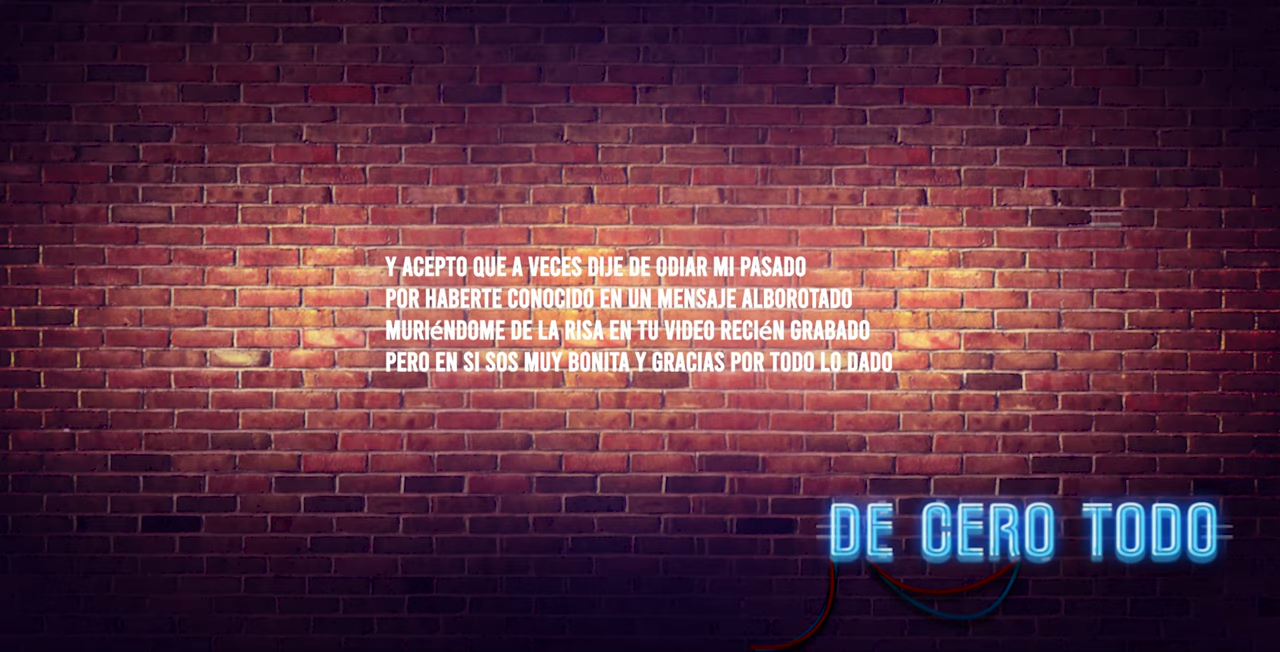 Y ACEPTO QUE A VECES DIJE DE ODIAR MI PASADO
POR HABERTE CONOCIDO EN UN MENSAJE ALBOROTADO
MURIéNDOME DE LA RISA EN TU VIDEO RECIéN GRABADO
PERO EN SI SOS MUY BONITA Y GRACIAS POR TODO LO DADO
DE CERO TODO